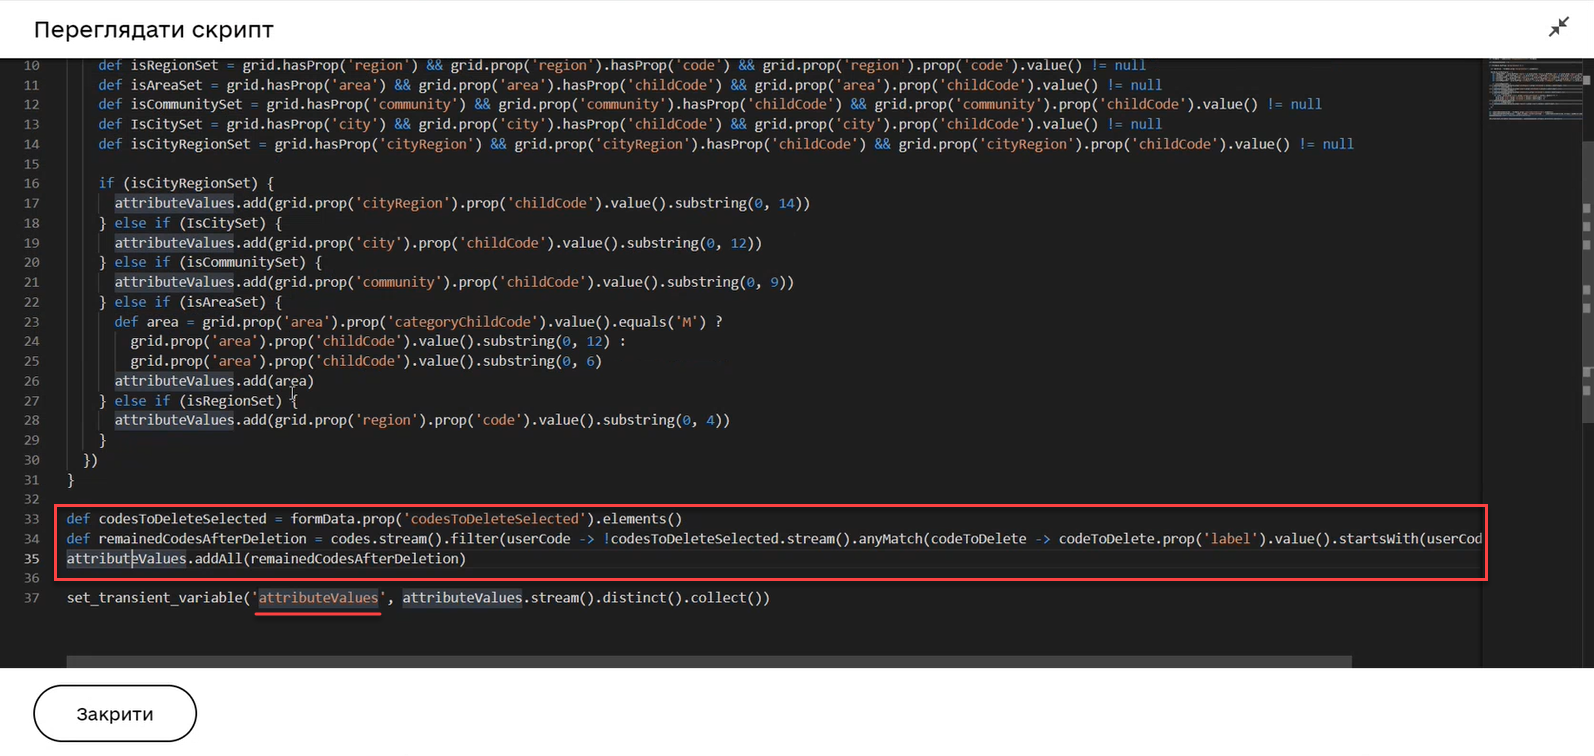 Переглядати скрипт
10 def isRegionSet = grid.hasProp('region') && grid.prop('region').hasProp('code') && grid.prop('region').prop('code').value() != null
11 def isAreaSet = grid.hasProp('area') && grid.prop('area').hasProp('childCode') && grid.prop('area').prop('childCode').value() != null
12 def isCommunitySet = grid.hasProp('community') && grid.prop('community').hasProp('childCode') && grid.prop('community').prop('childCode').value() != null
13 def IsCitySet = grid.hasProp('city') && grid.prop('city').hasProp('childCode') && grid.prop('city').prop('childCode').value() != null
14 def isCityRegionSet = grid.hasProp('cityRegion') && grid.prop('cityRegion').hasProp('childCode') && grid.prop('cityRegion').prop('childCode').value() != null
15
16 if (isCityRegionSet) {
17 attributeValues.add(grid.prop('cityRegion').prop('childCode').value().substring(0, 14))
18 } else if (IsCitySet) {
19 attributeValues.add(grid.prop('city').prop('childCode').value().substring(0, 12))
20 } else if (isCommunitySet) {
21 attributeValues.add(grid.prop('community').prop('childCode').value().substring(0, 9))
22 } else if (isAreaSet) {
23 def area = grid.prop('area').prop('categoryChildCode').value().equals('M') ?
24 grid.prop('area').prop('childCode').value().substring(0, 12) :
25 grid.prop('area').prop('childCode').value().substring(0, 6)
26 attributeValues.add(area)
27 } else if (isRegionSet) {
28 attributeValues.add(grid.prop('region').prop('code').value().substring(0, 4))
29 }
30 })
31 }
32
33 def codesToDeleteSelected = formData.prop('codesToDeleteSelected').elements()
34 def remainedCodesAfterDeletion = codes.stream().filter(userCode -> !codesToDeleteSelected.stream().anyMatch(codeToDelete -> codeToDelete.prop('label').value().startsWith(userCod
35 attributeValues.addAll(remainedCodesAfterDeletion)
36
37 set_transient_variable('attributeValues', attributeValues.stream().distinct().collect())
Закрити